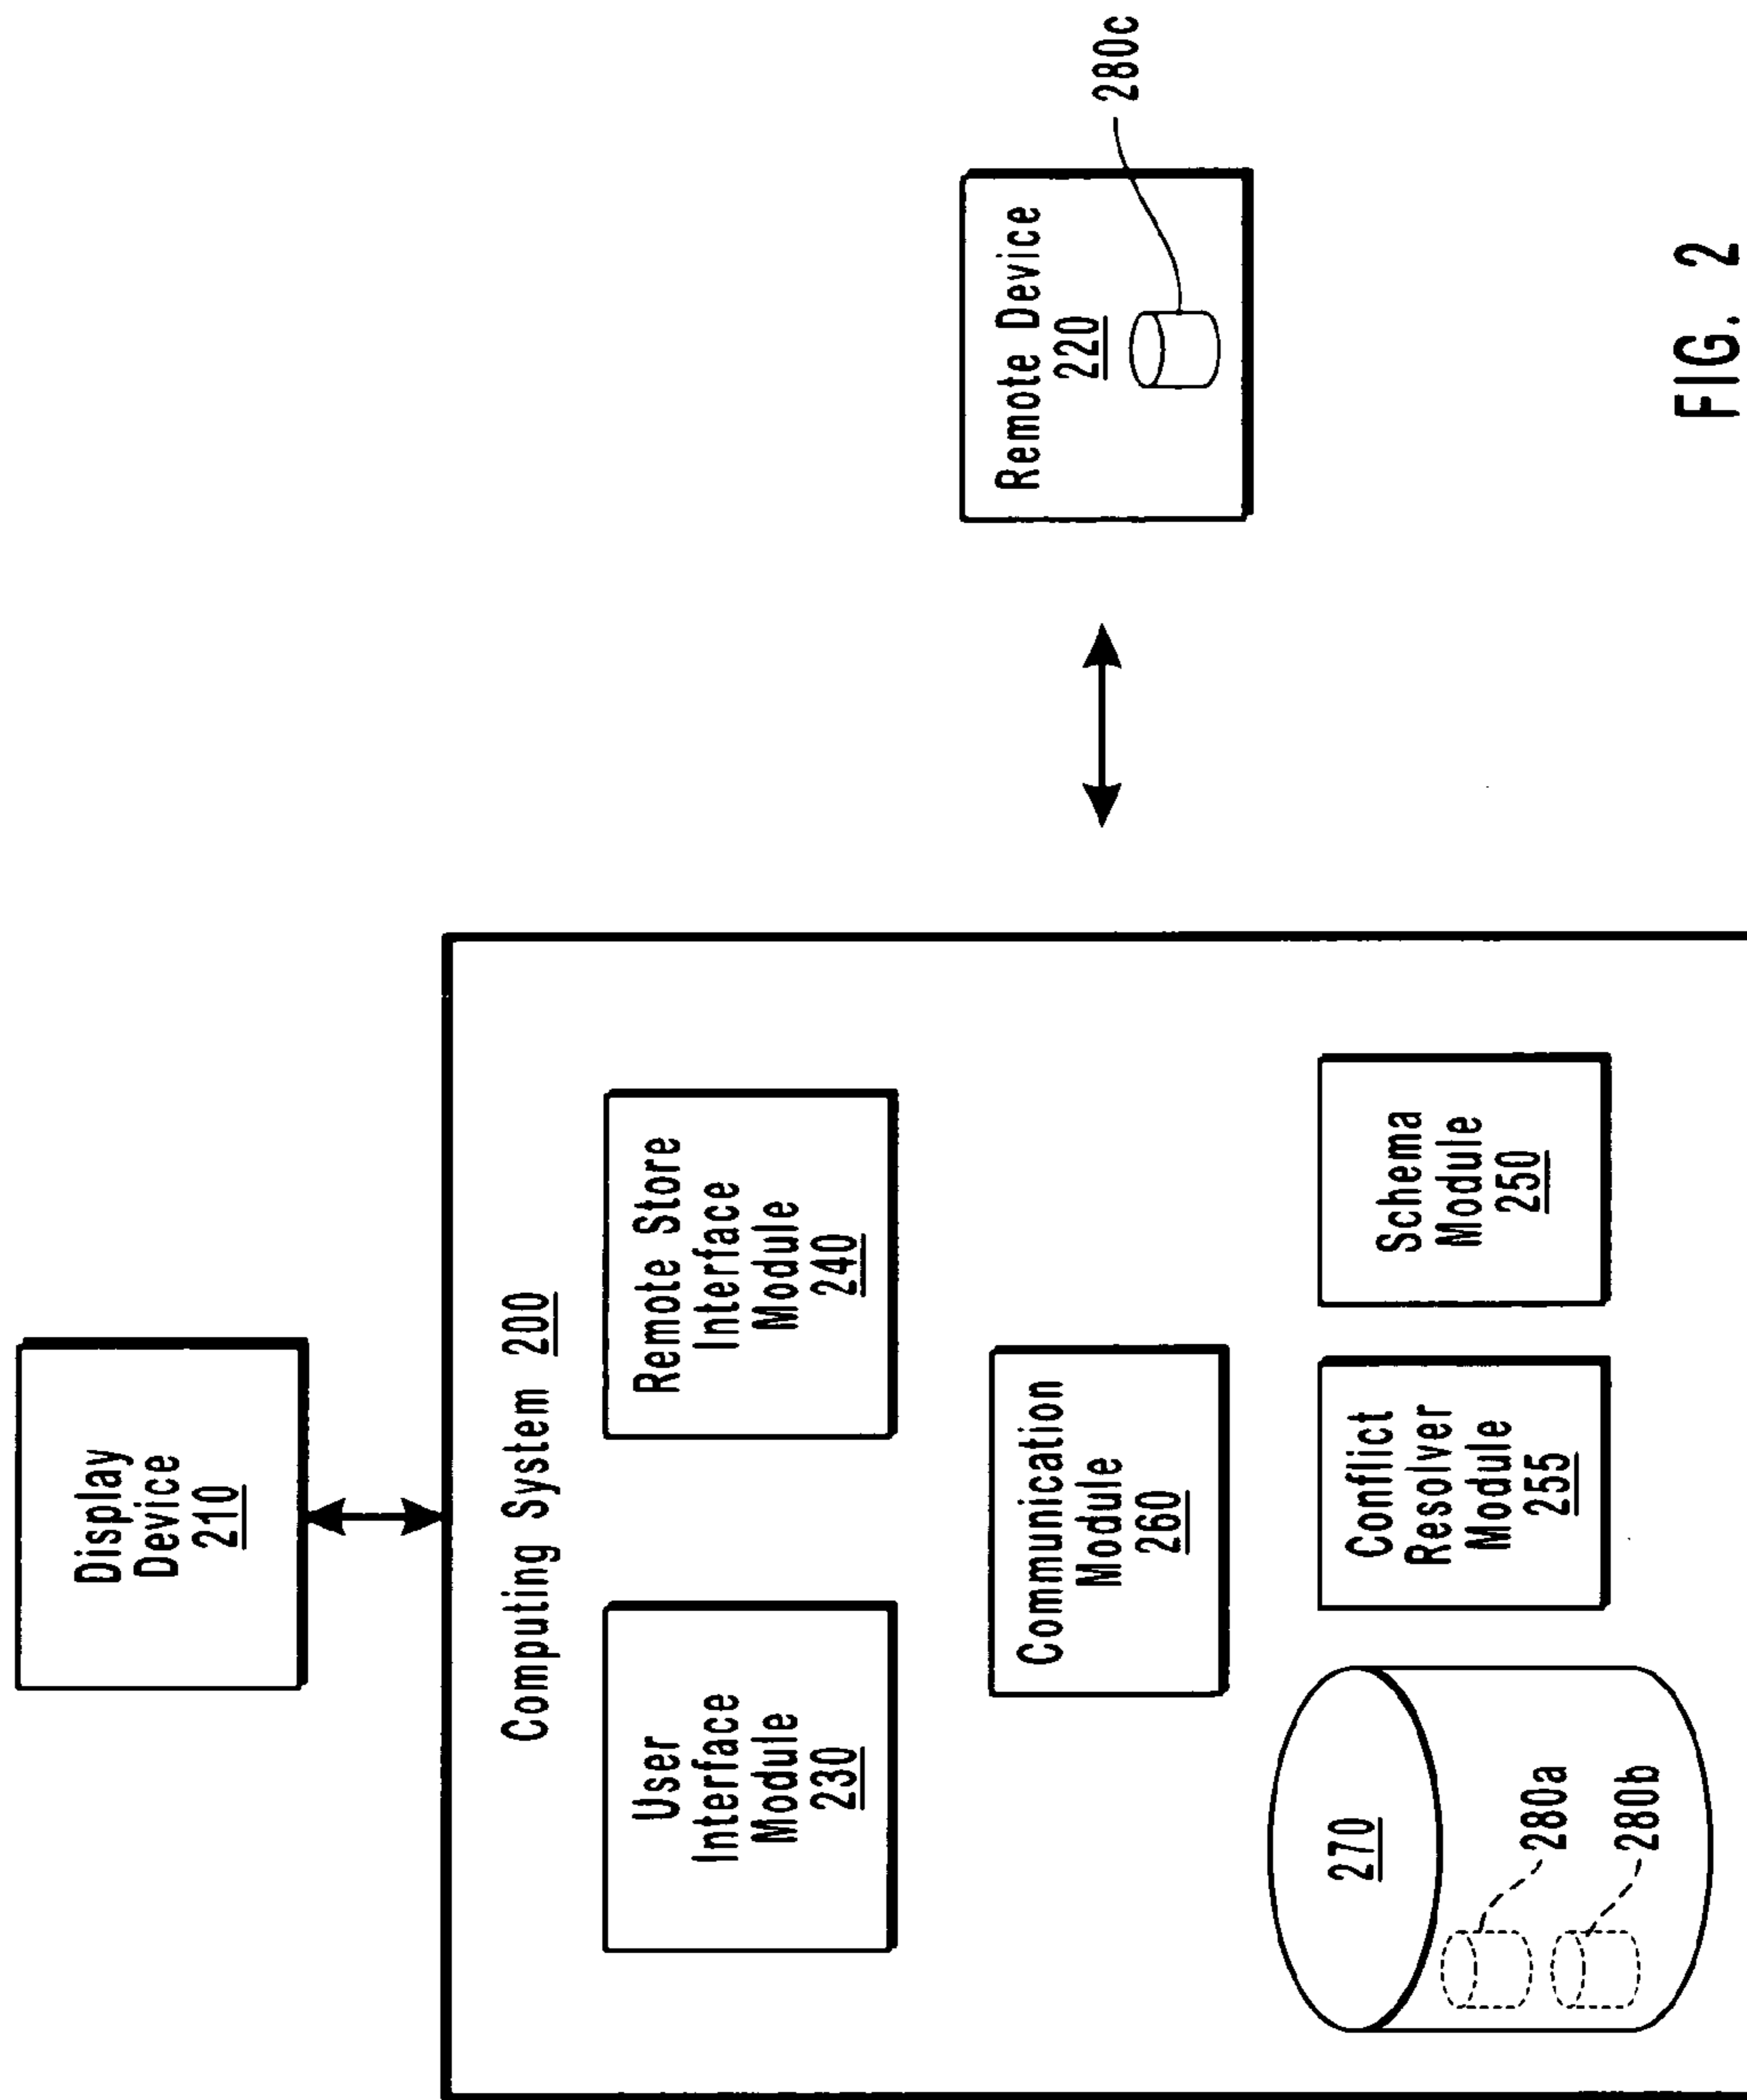 Display
Device
210
Computing System 200
User
Interface
Module
230
Remote Store
Interface
Module
240
Communication
Module
260
270
280a
280b
Conflict
Resolver
Module
255
Schema
Module
250
Remote Device
220
280c
FIG. 2